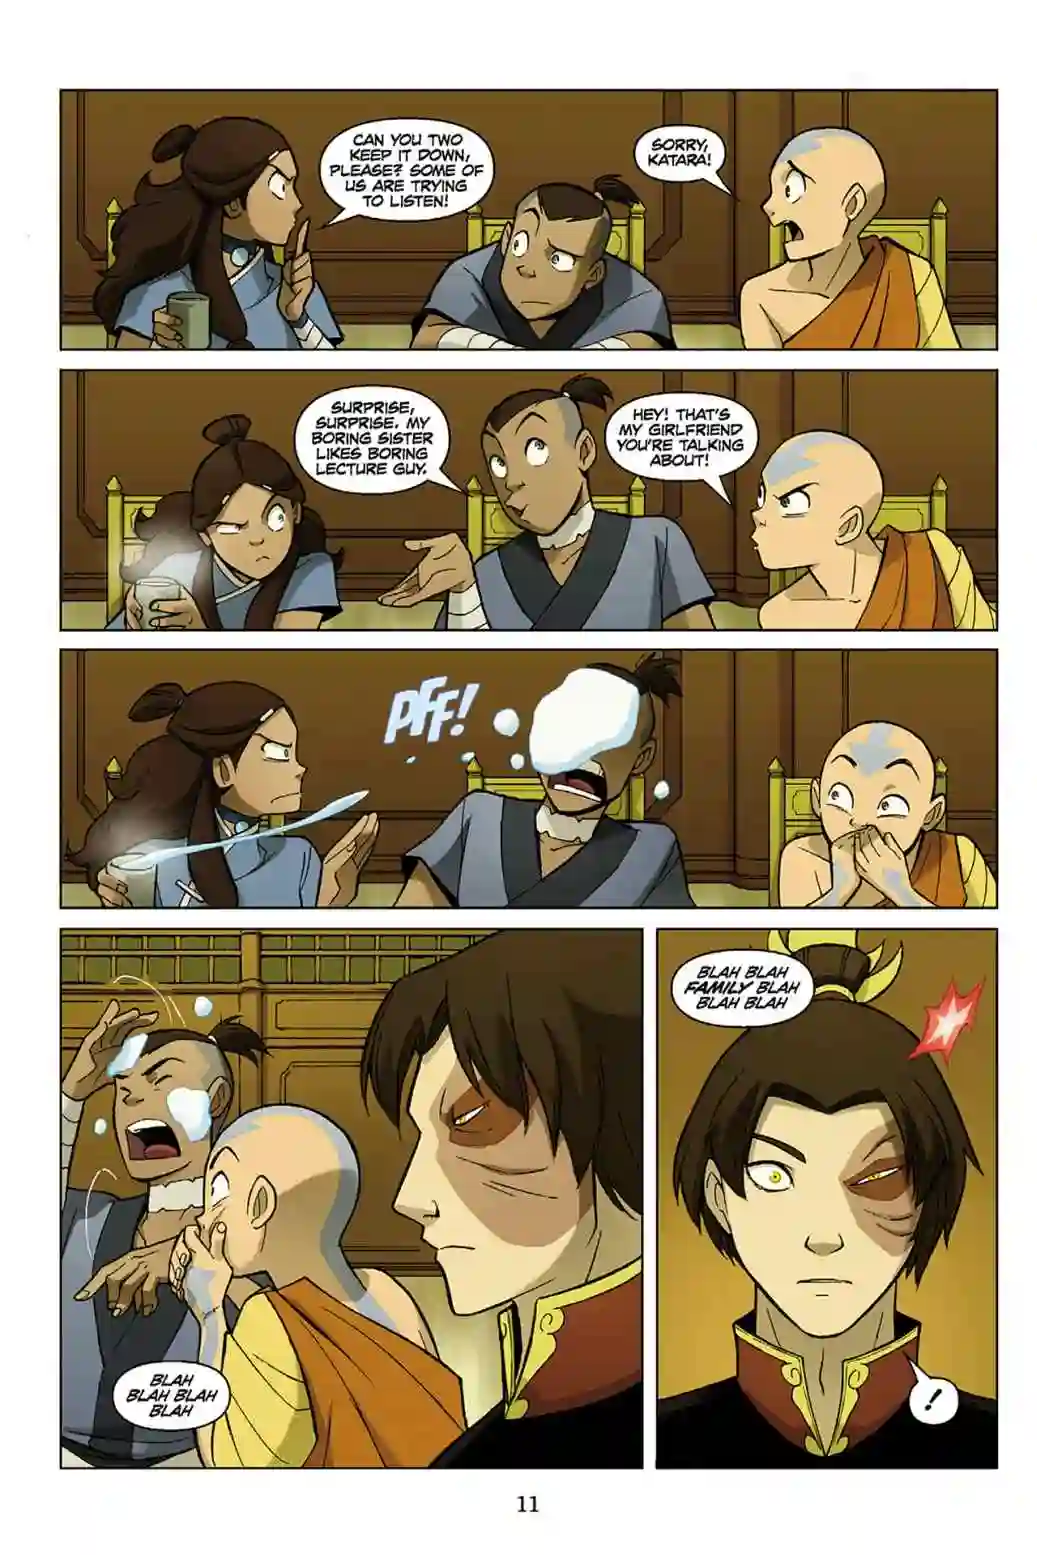 CAN YOU TWO
KEEP IT DOWN,
PLEASE? SOME OF
US ARE TRYING
TO LISTEN!
SORRY,
KATARA!
SURPRISE,
SURPRISE. MY
BORING SISTER
LIKES BORING
LECTURE GUY.
HEY! THAT'S
MY GIRLFRIEND
YOU'RE TALKING
ABOUT!
PFF!
BLAH
BLAH BLAH
BLAH
BLAH BLAH
FAMILY BLAH
BLAH BLAH
!
11